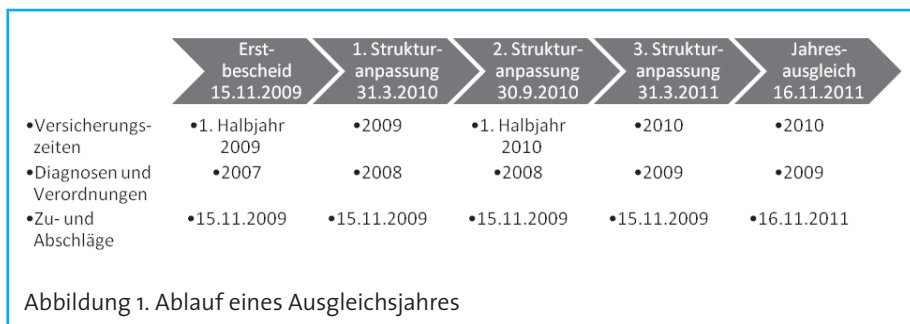 Erst-
bescheid
15.11.2009
1. Struktur-
anpassung
31.3.2010
2. Struktur-
anpassung
30.9.2010
3. Struktur-
anpassung
31.3.2011
Jahres-
ausgleich
16.11.2011
•Versicherungs-
zeiten
•1. Halbjahr
2009
•2009
•1. Halbjahr
2010
•2010
•2010
•Diagnosen und
Verordnungen
•2007
•2008
•2008
•2009
•2009
•Zu- und
Abschläge
•15.11.2009
•15.11.2009
•15.11.2009
•15.11.2009
•16.11.2011
Abbildung 1. Ablauf eines Ausgleichsjahres